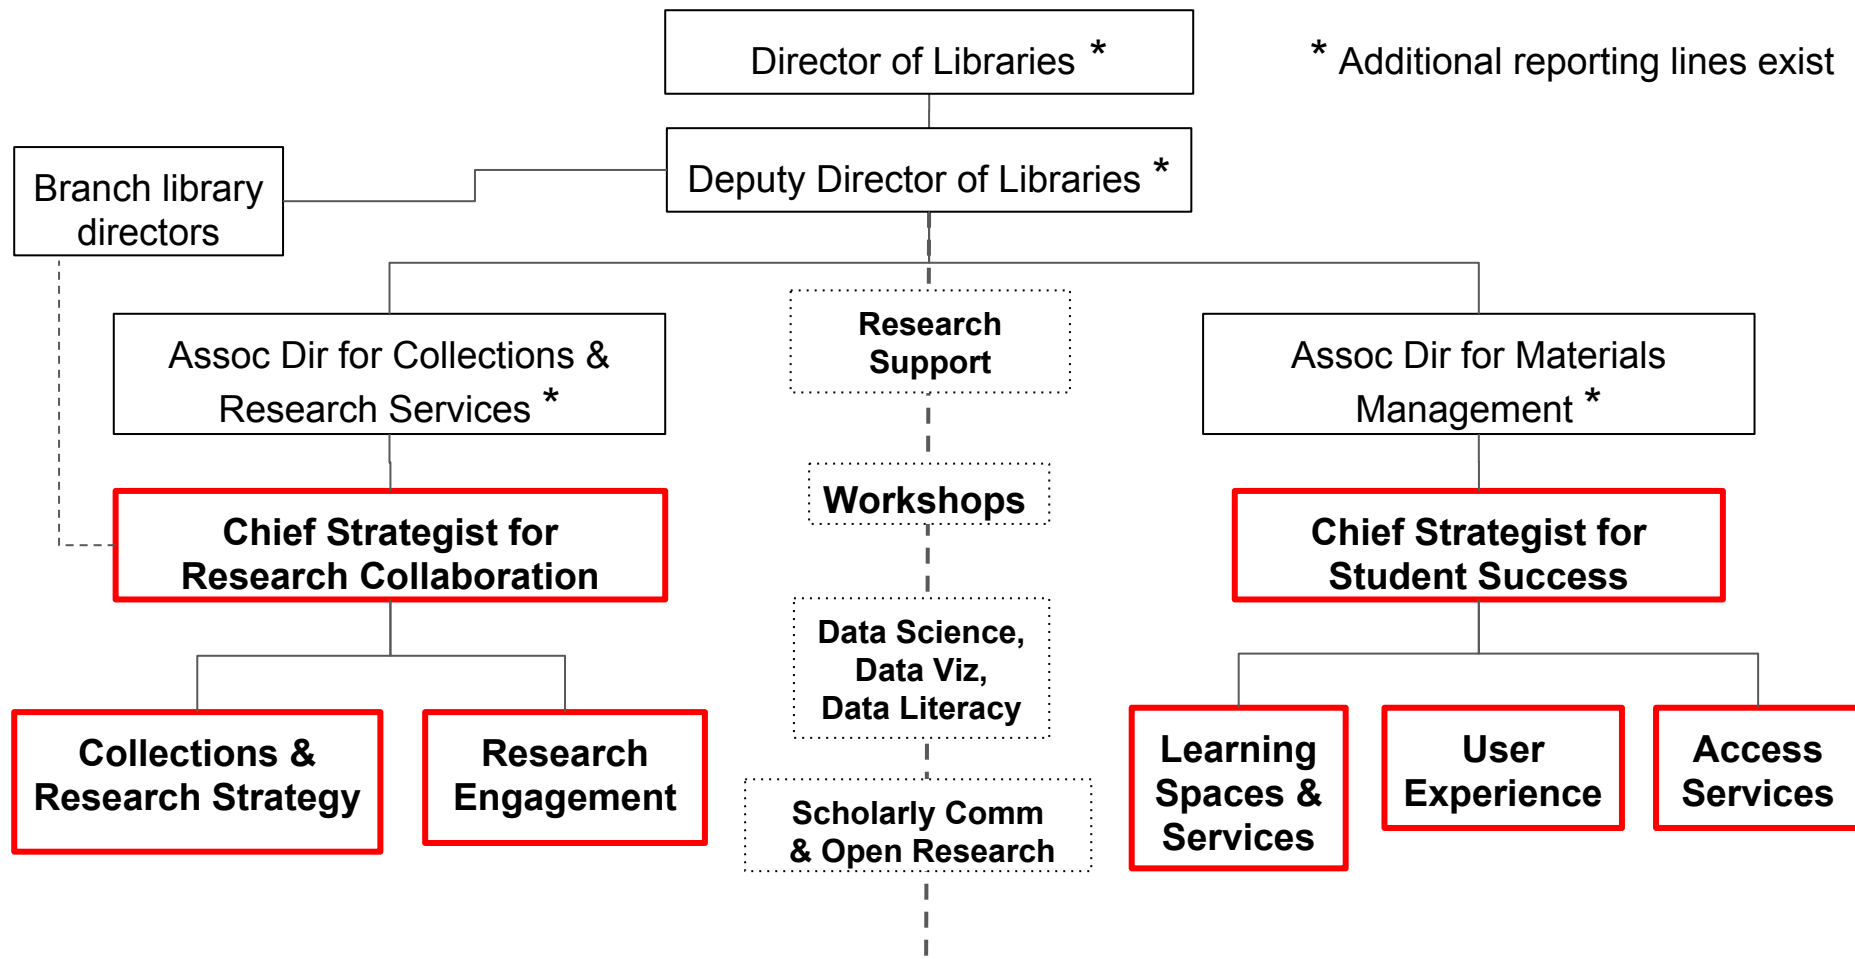 Director of Libraries *
* Additional reporting lines exist
Deputy Director of Libraries *
Branch library
directors
Assoc Dir for Collections &
Research Services *
Research
Support
Assoc Dir for Materials
Management *
Chief Strategist for
Research Collaboration
Workshops
Chief Strategist for
Student Success
Data Science,
Data Viz,
Data Literacy
Collections &
Research Strategy
Research
Engagement
Scholarly Comm
& Open Research
Learning
Spaces &
Services
User
Experience
Access
Services